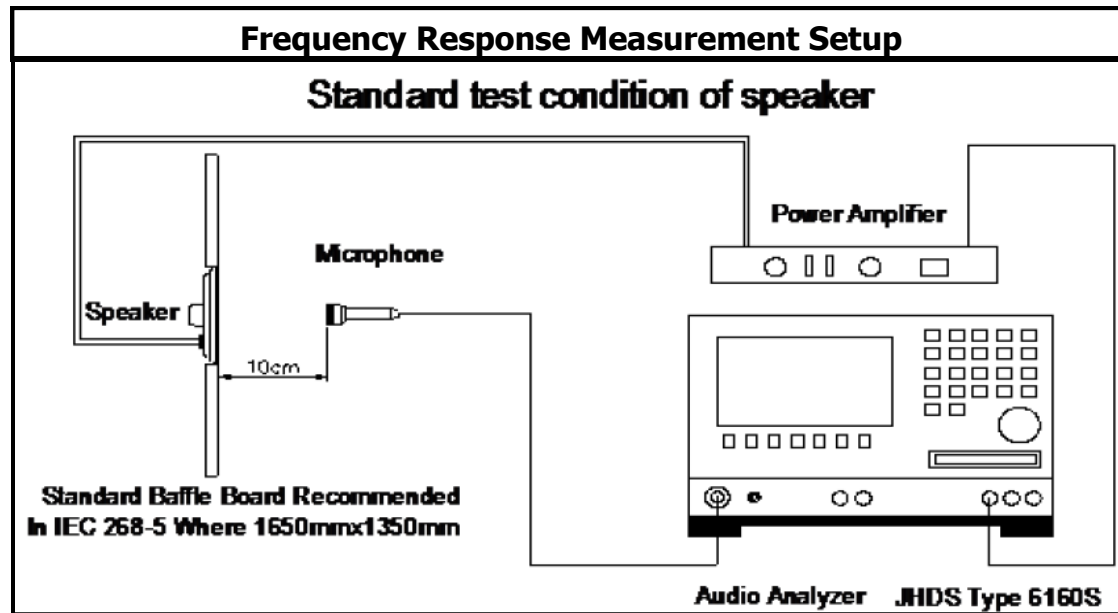 Frequency Response Measurement Setup
Standard test condition of speaker
Power Amplifier
Microphone
Speaker
10cm
Standard Baffle Board Recommended
In IEC 268-5 Where 1650mmx1350mm
Audio Analyzer JHDS Type 6160S